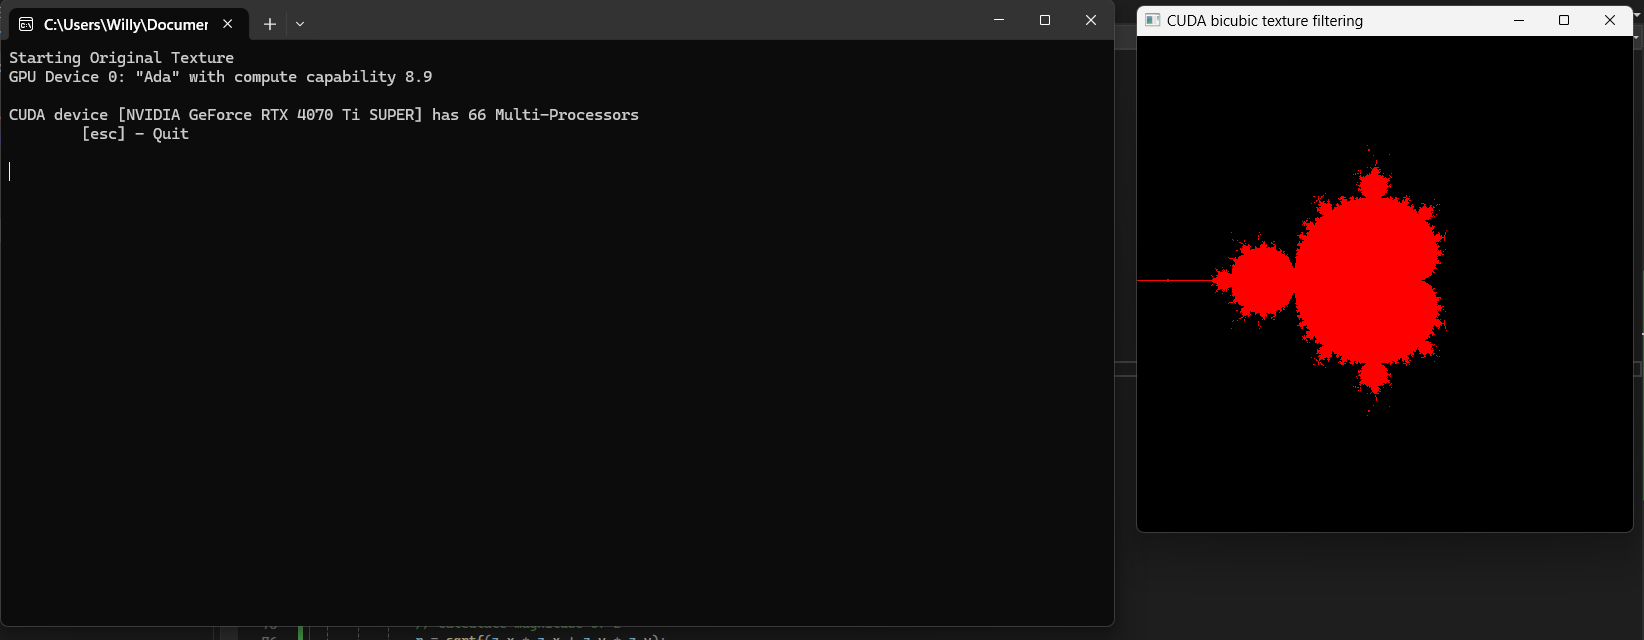 C:\Users\Willy\Documer
Starting Original Texture
GPU Device 0: "Ada" with compute capability 8.9
CUDA device [NVIDIA GeForce RTX 4070 Ti SUPER] has 66 Multi-Processors
[esc] - Quit
CUDA bicubic texture filtering
76